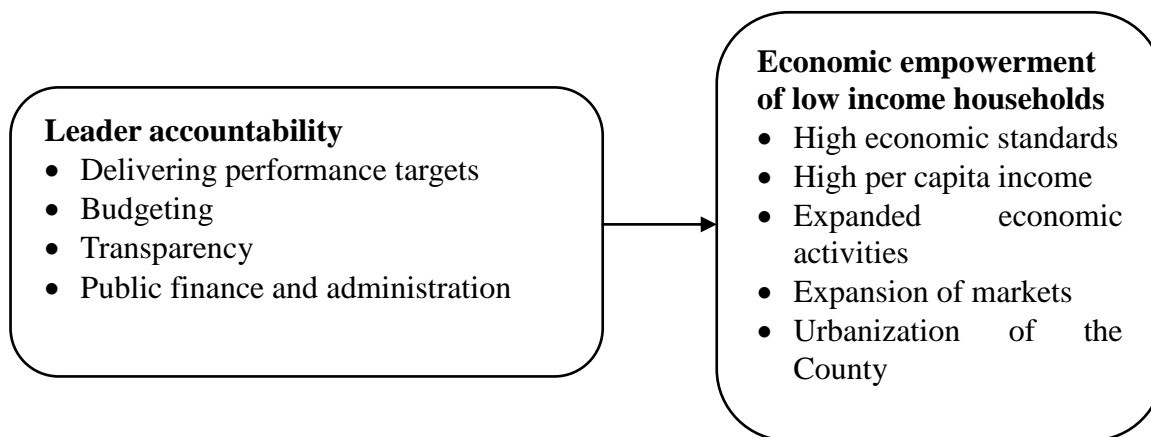 Leader accountability
• Delivering performance targets
• Budgeting
• Transparency
• Public finance and administration
Economic empowerment
of low income households
• High economic standards
• High per capita income
• Expanded economic
activities
• Expansion of markets
• Urbanization of the
County